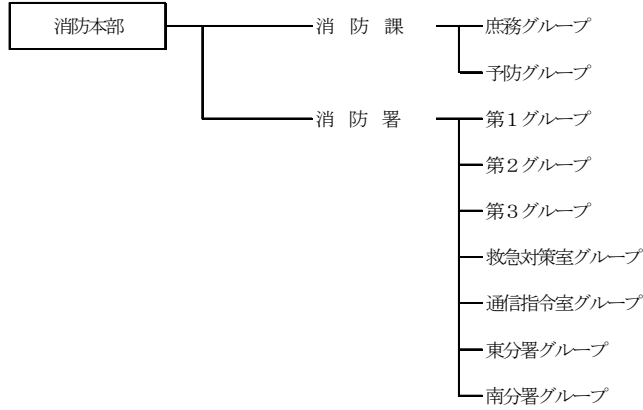 消防本部 消 防 課 庶務グループ
予防グループ
消 防 署 第１グループ
第２グループ
第３グループ
救急対策室グループ
通信指令室グループ
東分署グループ
南分署グループ